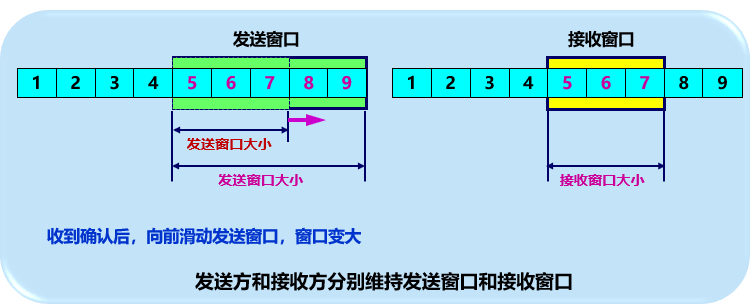 发送窗口 接收窗口
1 2 3 4 5 6 7 8 9 1 2 3 4 5 6 7 8 9
发送窗口大小
发送窗口大小 接收窗口大小
收到确认后，向前滑动发送窗口，窗口变大
发送方和接收方分别维持发送窗口和接收窗口